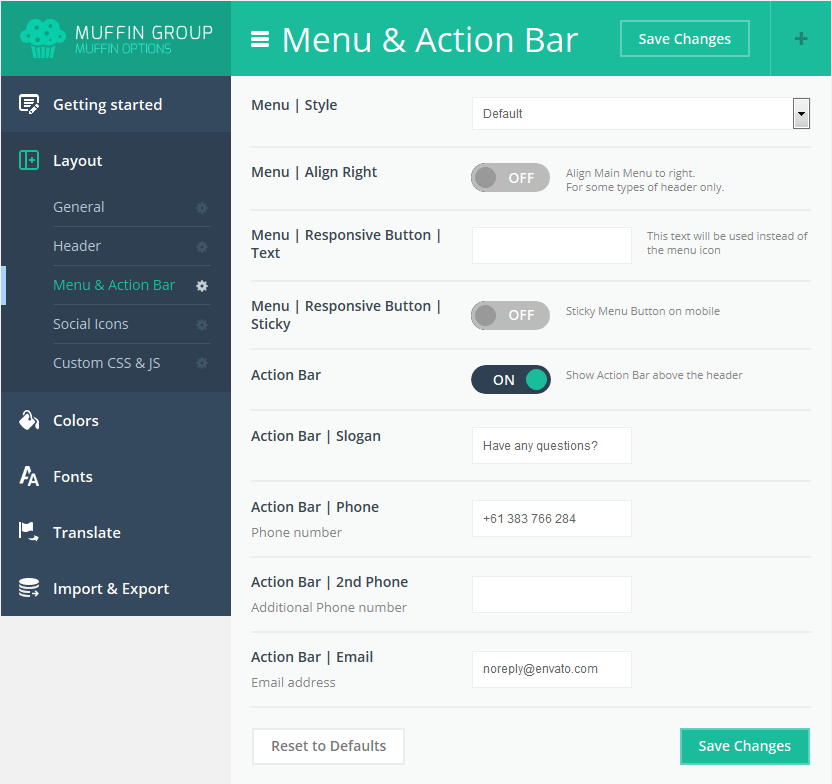 MUFFIN GROUP
MUFFIN OPTIONS
Menu & Action Bar
Save Changes
+
Getting started
Layout
General
Header
Menu & Action Bar
Social Icons
Custom CSS & JS
Colors
Fonts
Translate
Import & Export
Menu | Style
Default
Menu | Align Right
OFF
Align Main Menu to right.
For some types of header only.
Menu | Responsive Button |
Text
This text will be used instead of
the menu icon
Menu | Responsive Button |
Sticky
OFF
Sticky Menu Button on mobile
Action Bar
ON
Show Action Bar above the header
Action Bar | Slogan
Have any questions?
Action Bar | Phone
Phone number
+61 383 766 284
Action Bar | 2nd Phone
Additional Phone number
Action Bar | Email
Email address
noreply@envato.com
Reset to Defaults
Save Changes